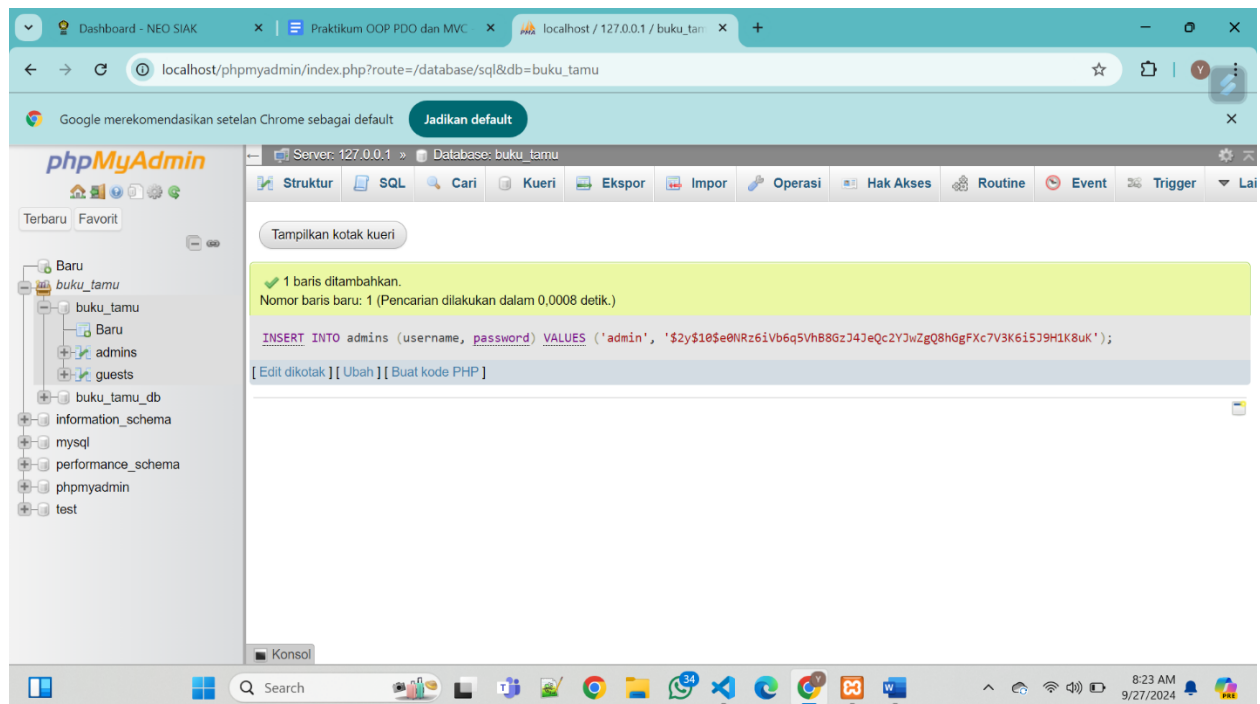 Dashboard - NEO SIAK
Praktikum OOP PDO dan MVC
localhost / 127.0.0.1 / buku_tam
localhost/phpmyadmin/index.php?route=/database/sql&db=buku_tamu
Y
Google merekomendasikan setelan Chrome sebagai default
Jadikan default
phpMyAdmin
Server: 127.0.0.1 » Database: buku_tamu
Struktur SQL Cari Kueri Ekspor Impor Operasi Hak Akses Routine Event Trigger Lai
Terbaru Favorit
Baru
buku_tamu
buku_tamu
Baru
admins
guests
buku_tamu_db
information_schema
mysql
performance_schema
phpmyadmin
test
Tampilkan kotak kueri
1 baris ditambahkan.
Nomor baris baru: 1 (Pencarian dilakukan dalam 0,0008 detik.)
INSERT INTO admins (username, password) VALUES ('admin', '$2y$10$e0NRz6iVb6q5VhB8GzJ4JeQc2YJwZgQ8hGgFXc7V3K6i5J9H1K8uK');
[ Edit dikotak ] [ Ubah ] [ Buat kode PHP ]
Konsol
Search
34
8:23 AM
9/27/2024
PRE